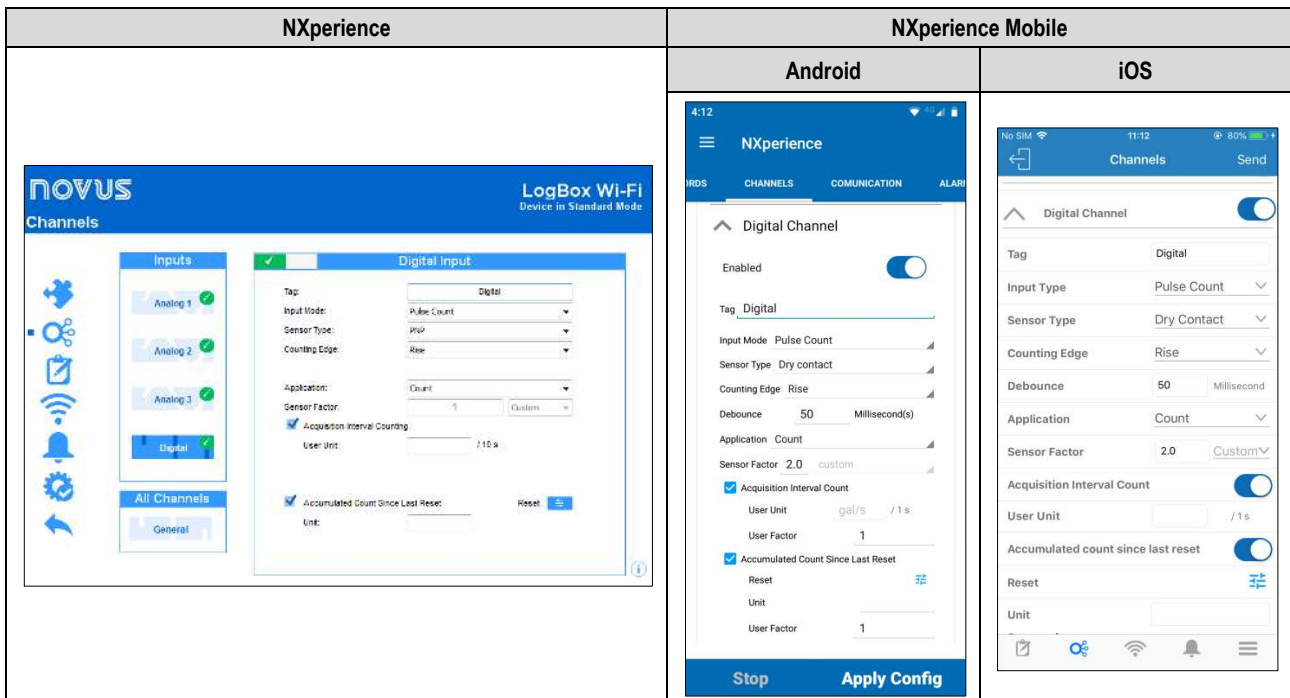 NXperience
NXperience Mobile
Android
iOS
NOVUS
LogBox Wi-Fi
Device in Standard Mode
Channels
Inputs
Analog 1
Analog 2
Analog 3
Digital
All Channels
General
Digital Input
Tag: Digital
Input Mode: Pulse Count
Sensor Type: PNP
Counting Edge: Rise
Application: Count
Sensor Factor: 1 Custom
Acquisition Interval Counting
User Unit: / 10 s
Accumulated Count Since Last Reset Reset
Unit:
4:12 4G
NXperience
ORDS CHANNELS COMUNICATION ALARM
Digital Channel
Enabled
Tag Digital
Input Mode Pulse Count
Sensor Type Dry contact
Counting Edge Rise
Debounce 50 Millisecond(s)
Application Count
Sensor Factor 2.0 custom
Acquisition Interval Count
User Unit gal/s / 1 s
User Factor 1
Accumulated Count Since Last Reset
Reset
Unit
User Factor 1
Stop Apply Config
No SIM 11:12 80%
Channels Send
Digital Channel
Tag Digital
Input Type Pulse Count
Sensor Type Dry Contact
Counting Edge Rise
Debounce 50 Millisecond
Application Count
Sensor Factor 2.0 Custom
Acquisition Interval Count
User Unit / 1 s
Accumulated count since last reset
Reset
Unit